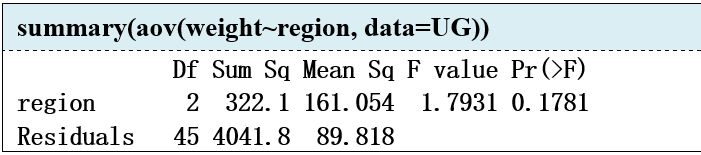 summary(aov(weight~region, data=UG))
Df Sum Sq Mean Sq F value Pr(>F)
region 2 322.1 161.054 1.7931 0.1781
Residuals 45 4041.8 89.818